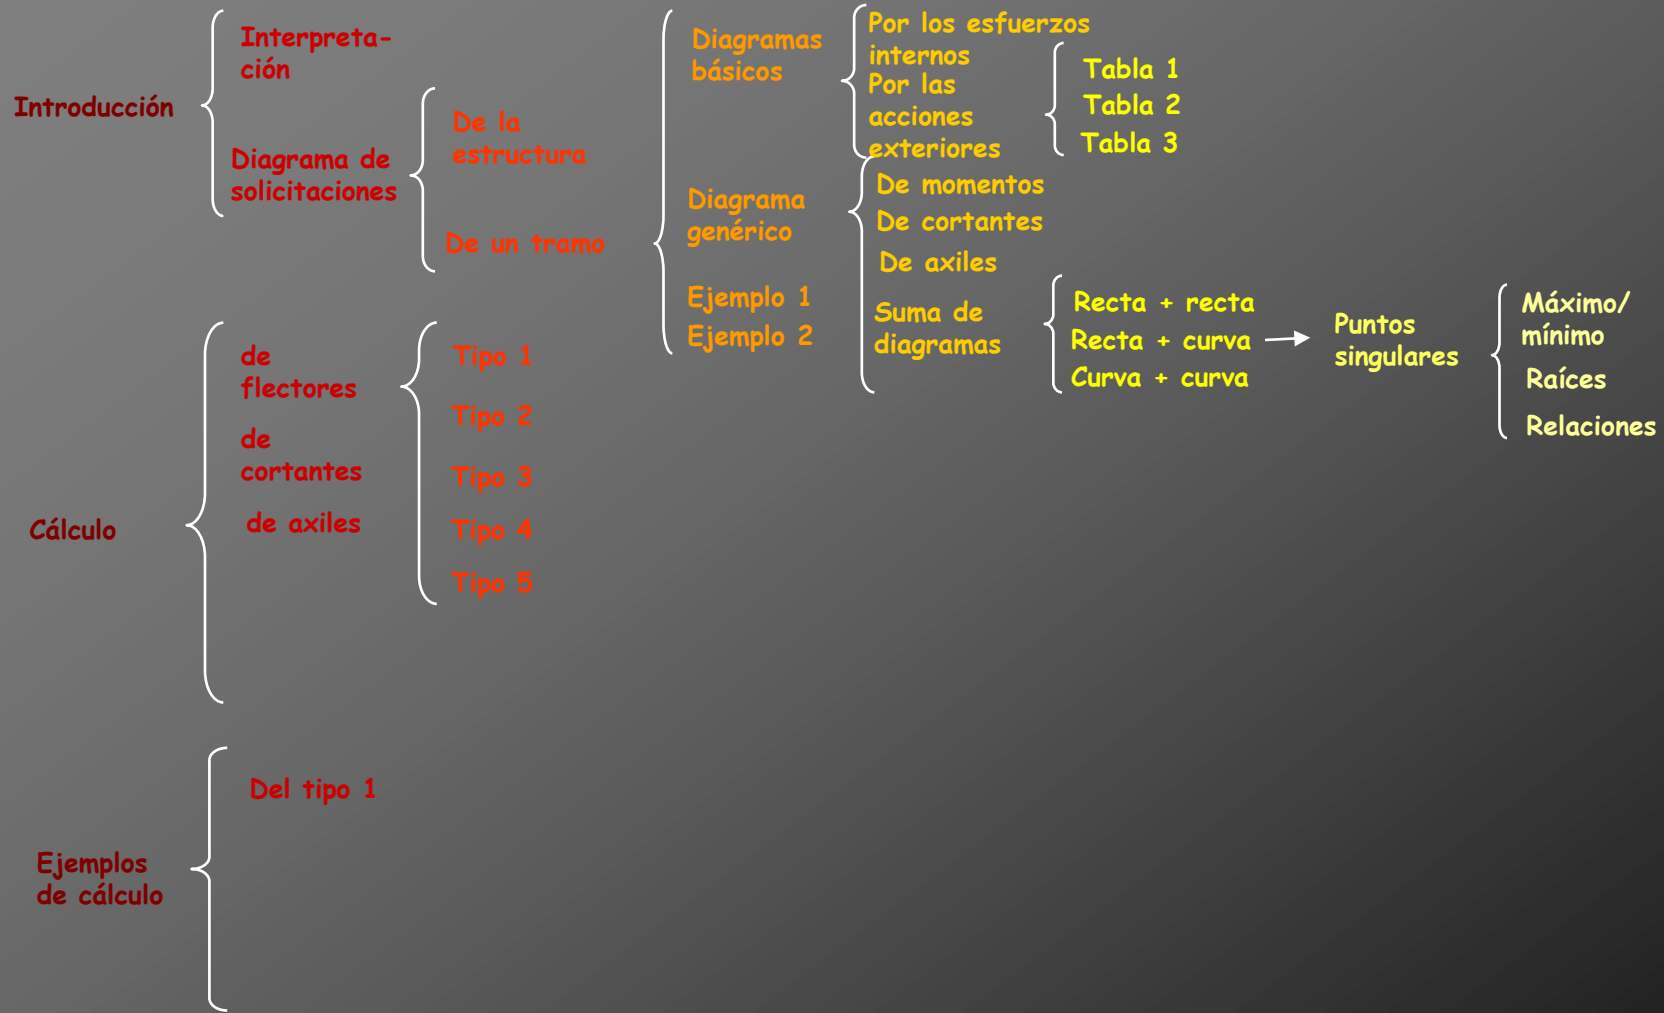 Introducción
Interpreta-
ción
Diagrama de
solicitaciones
De la
estructura
De un tramo
Diagramas
básicos
Por los esfuerzos
internos
Por las
acciones
exteriores
Tabla 1
Tabla 2
Tabla 3
Diagrama
genérico
De momentos
De cortantes
De axiles
Suma de
diagramas
Recta + recta
Recta + curva
Curva + curva
Puntos
singulares
Máximo/
mínimo
Raíces
Relaciones
Ejemplo 1
Ejemplo 2
Cálculo
de
flectores
de
cortantes
de axiles
Tipo 1
Tipo 2
Tipo 3
Tipo 4
Tipo 5
Ejemplos
de cálculo
Del tipo 1